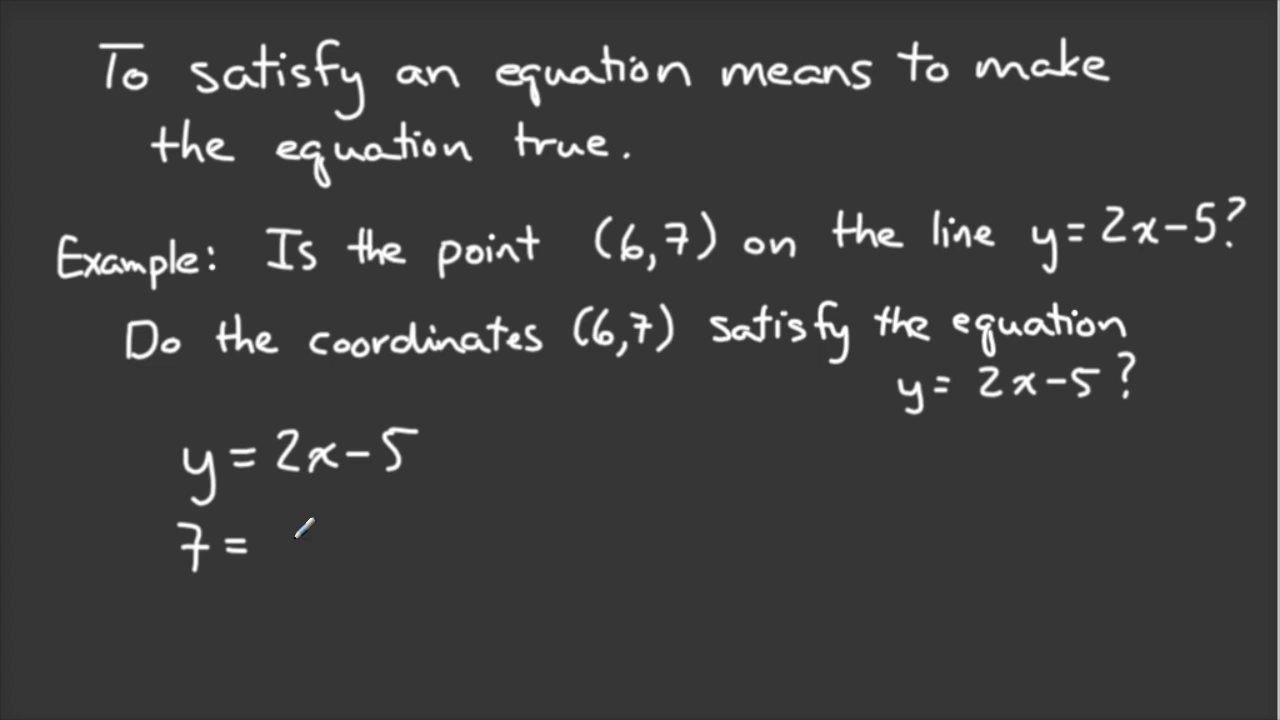 To satisfy an equation means to make
the equation true.
Example: Is the point (6,7) on the line y=2x-5?
Do the coordinates (6,7) satisfy the equation
y= 2x-5?
y=2x-5
7=